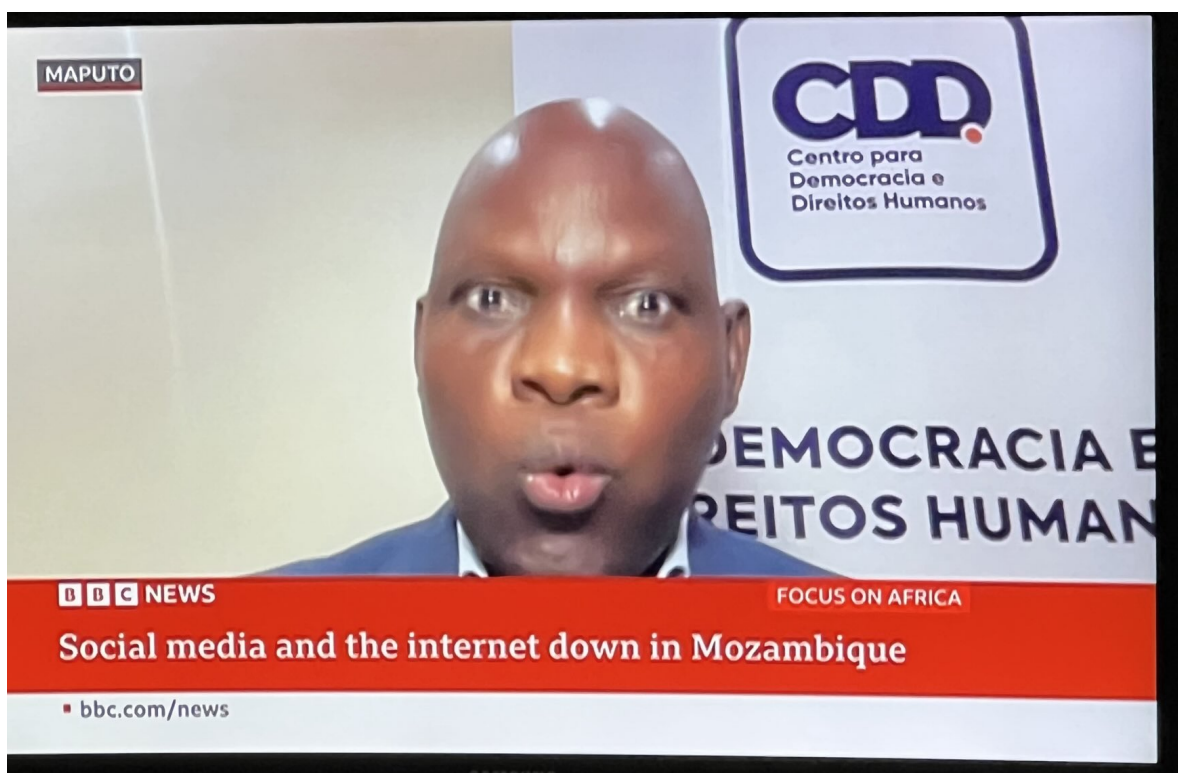 MAPUTO
CDD
Centro para
Democracia e
Direitos Humanos
DEMOCRACIA E
REITOS HUMAN
BBC NEWS
FOCUS ON AFRICA
Social media and the internet down in Mozambique
bbc.com/news